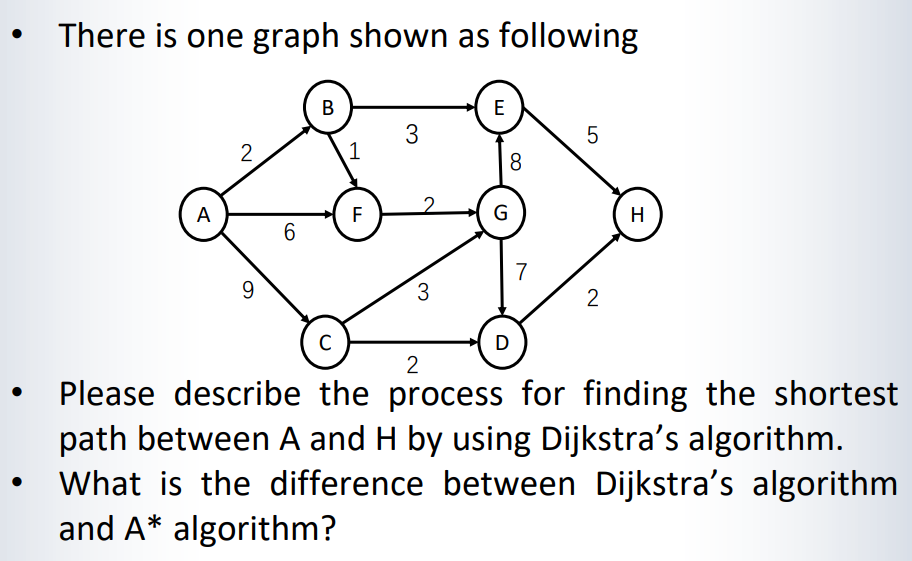 • There is one graph shown as following
B
E
3
5
2
1
8
A
F
2
G
H
6
7
9
3
2
C
D
2
• Please describe the process for finding the shortest
path between A and H by using Dijkstra’s algorithm.
• What is the difference between Dijkstra’s algorithm
and A* algorithm?